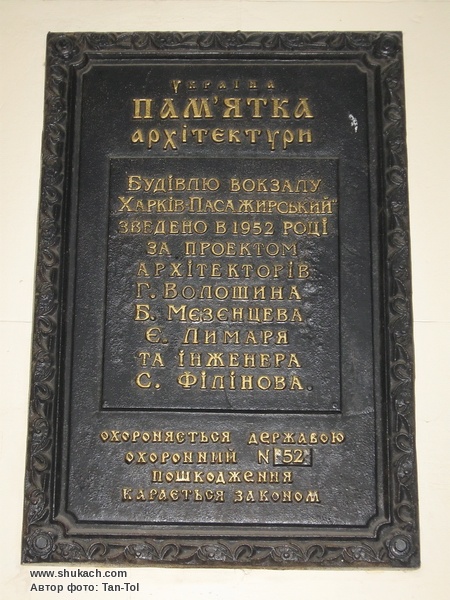 Україна
ПАМ'ЯТКА
архітектури
Будівлю вокзалу
"Харків-Пасажирський"
зведено в 1952 році
за проектом
архітекторів
Г. Волошина
Б. Мезенцева
Є. Лимаря
та інженера
С. Філінова.
охороняється державою
охоронний N 52
пошкодження
карається законом
www.shukach.com
Автор фото: Tan-Tol